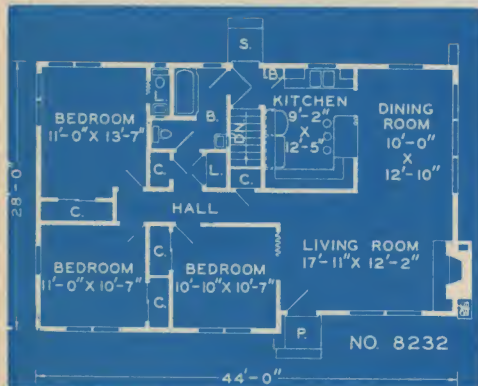 S.
BEDROOM
11'-0" X 13'-7"
L.
B.
B.
KITCHEN
9'-2"
X
12'-5"
DINING
ROOM
10'-0"
X
12'-10"
DN.
C.
L.
C.
C.
HALL
28'-0"
BEDROOM
11'-0" X 10'-7"
C.
C.
BEDROOM
10'-10" X 10'-7"
LIVING ROOM
17'-11" X 12'-2"
P.
NO. 8232
44'-0"